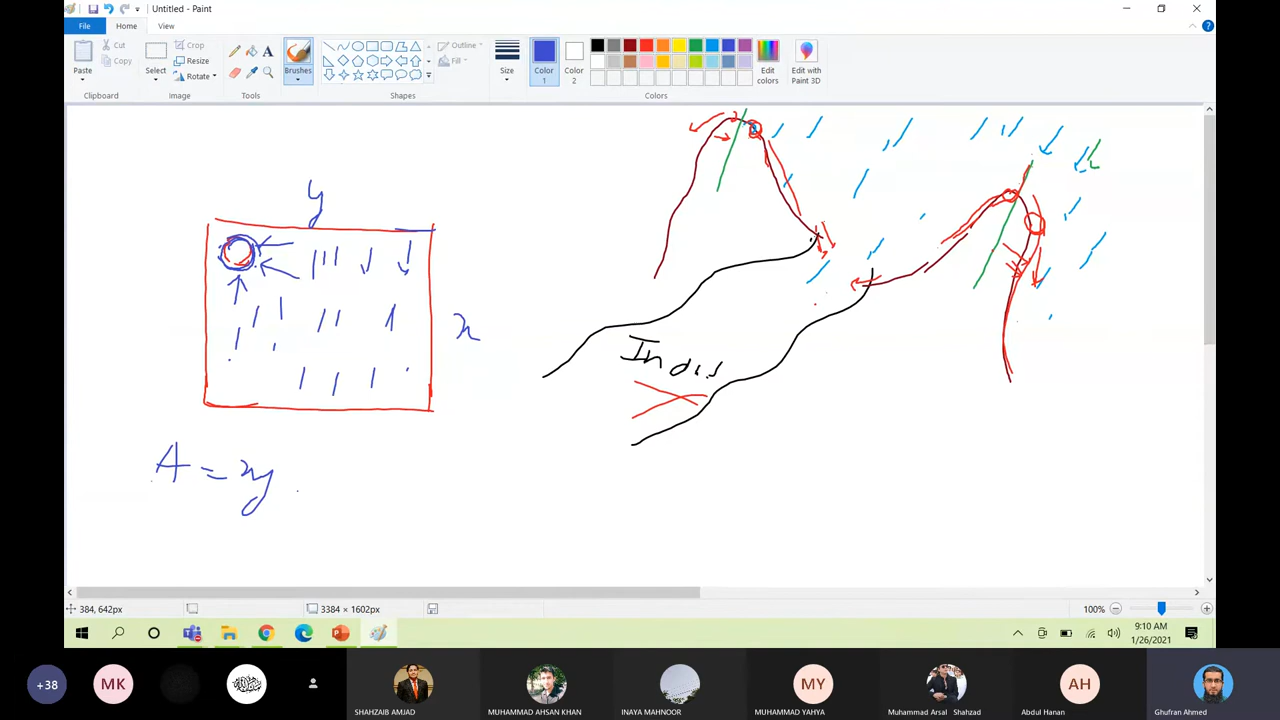 Untitled - Paint
File
Home
View
Paste
Cut
Copy
Clipboard
Select
Crop
Resize
Rotate
Image
Tools
Brushes
Shapes
Outline
Fill
Size
Color
1
Color
2
Edit
colors
Edit with
Paint 3D
Colors
y
x
A = xy
384, 642px
3384 × 1602px
100%
9:10 AM
1/26/2021
+38
MK
MY
AH
SHAHZAIB AMJAD
MUHAMMAD AHSAN KHAN
INAYA MAHNOOR
MUHAMMAD YAHYA
Muhammad Arsal Shahzad
Abdul Hanan
Ghufran Ahmed